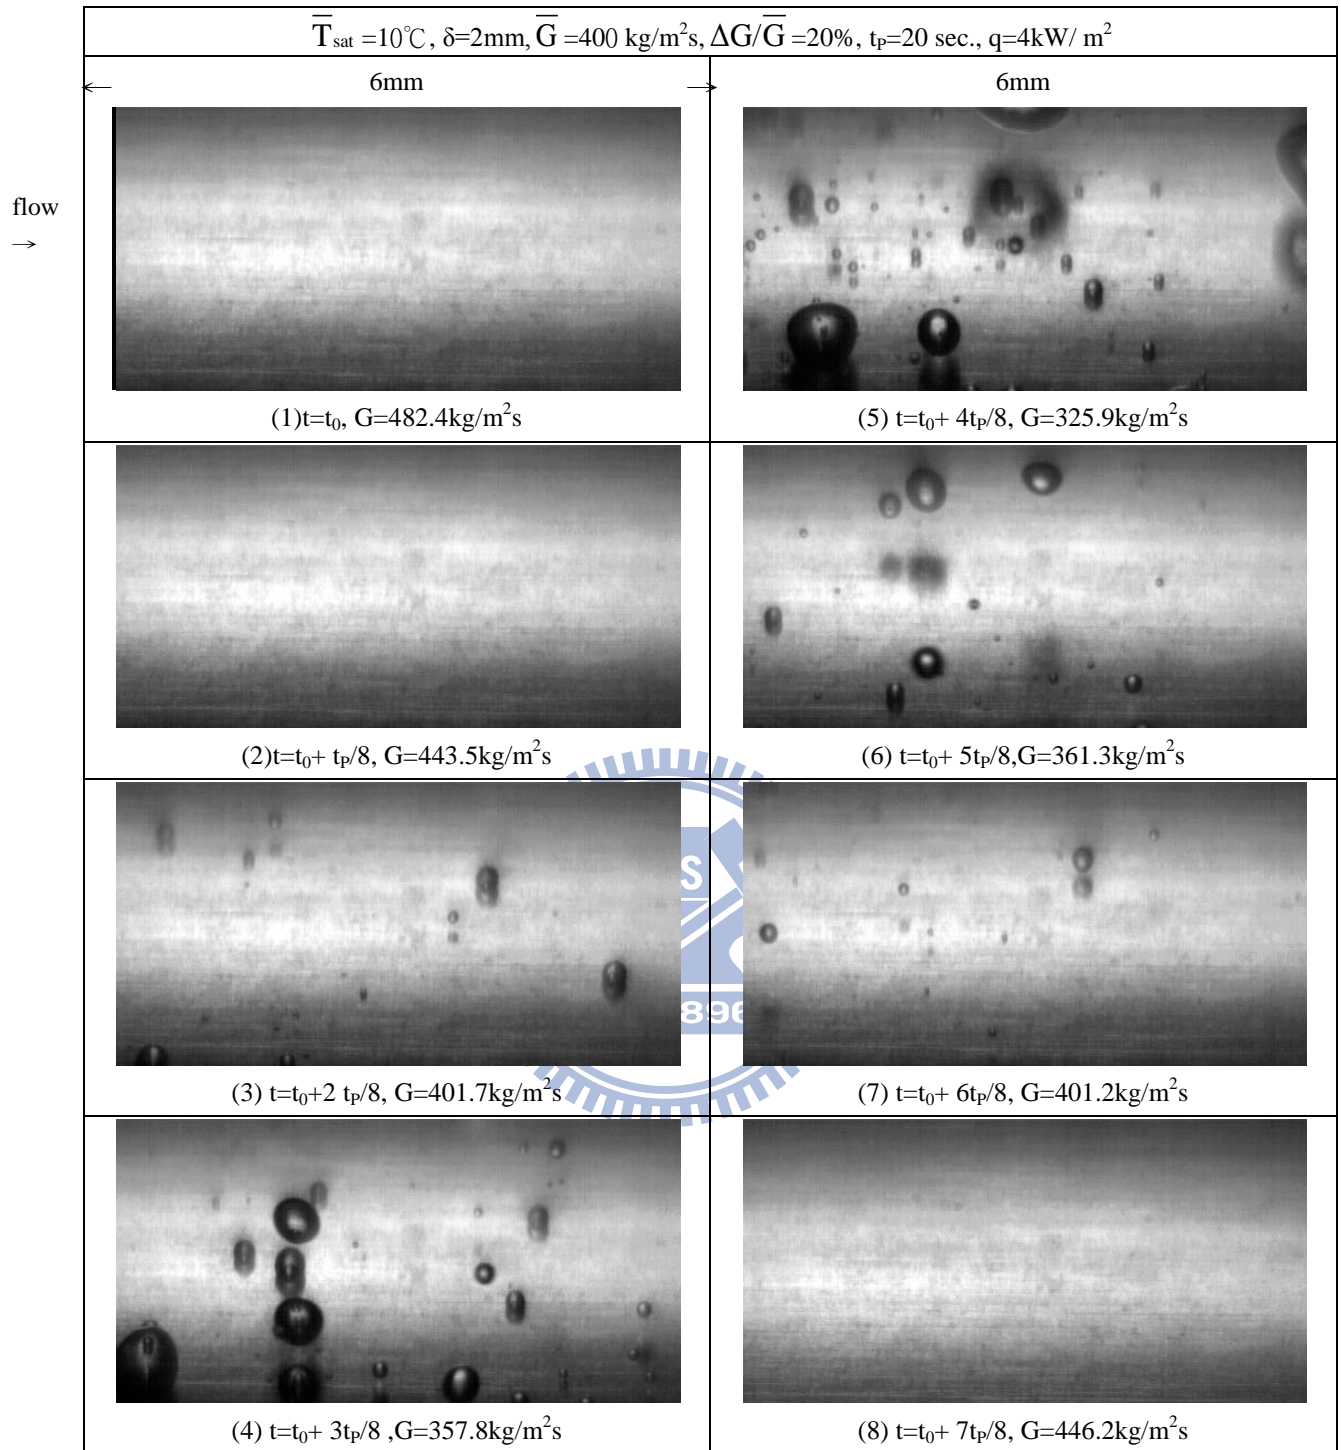 T̅sat =10℃, δ=2mm, G̅ =400 kg/m²s, ΔG/G̅ =20%, tₚ=20 sec., q=4kW/ m²
← 6mm →
6mm
flow
→
(1)t=t₀, G=482.4kg/m²s
(5) t=t₀+ 4tₚ/8, G=325.9kg/m²s
(2)t=t₀+ tₚ/8, G=443.5kg/m²s
(6) t=t₀+ 5tₚ/8,G=361.3kg/m²s
S
896
(3) t=t₀+2 tₚ/8, G=401.7kg/m²s
(7) t=t₀+ 6tₚ/8, G=401.2kg/m²s
(4) t=t₀+ 3tₚ/8 ,G=357.8kg/m²s
(8) t=t₀+ 7tₚ/8, G=446.2kg/m²s